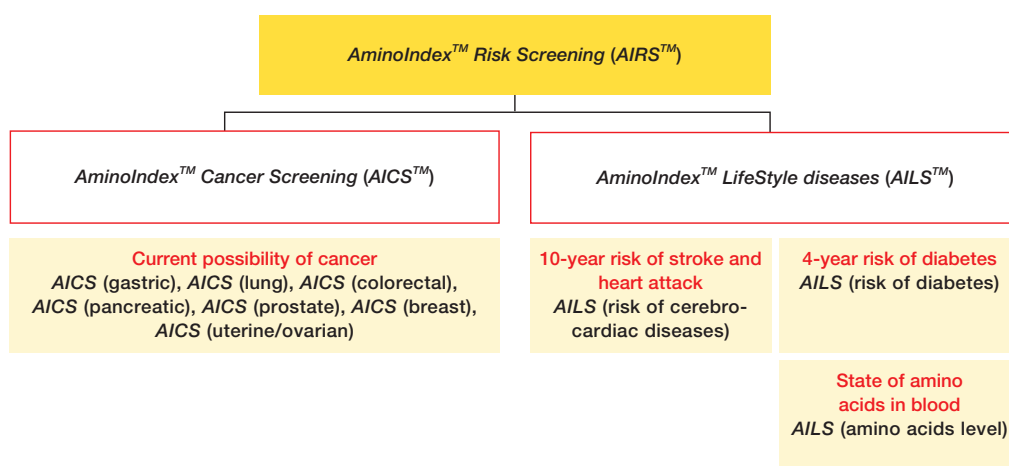 AminoIndex™ Risk Screening (AIRS™)
AminoIndex™ Cancer Screening (AICS™)
AminoIndex™ LifeStyle diseases (AILS™)
Current possibility of cancer
AICS (gastric), AICS (lung), AICS (colorectal),
AICS (pancreatic), AICS (prostate), AICS (breast),
AICS (uterine/ovarian)
10-year risk of stroke and
heart attack
AILS (risk of cerebro-
cardiac diseases)
4-year risk of diabetes
AILS (risk of diabetes)
State of amino
acids in blood
AILS (amino acids level)